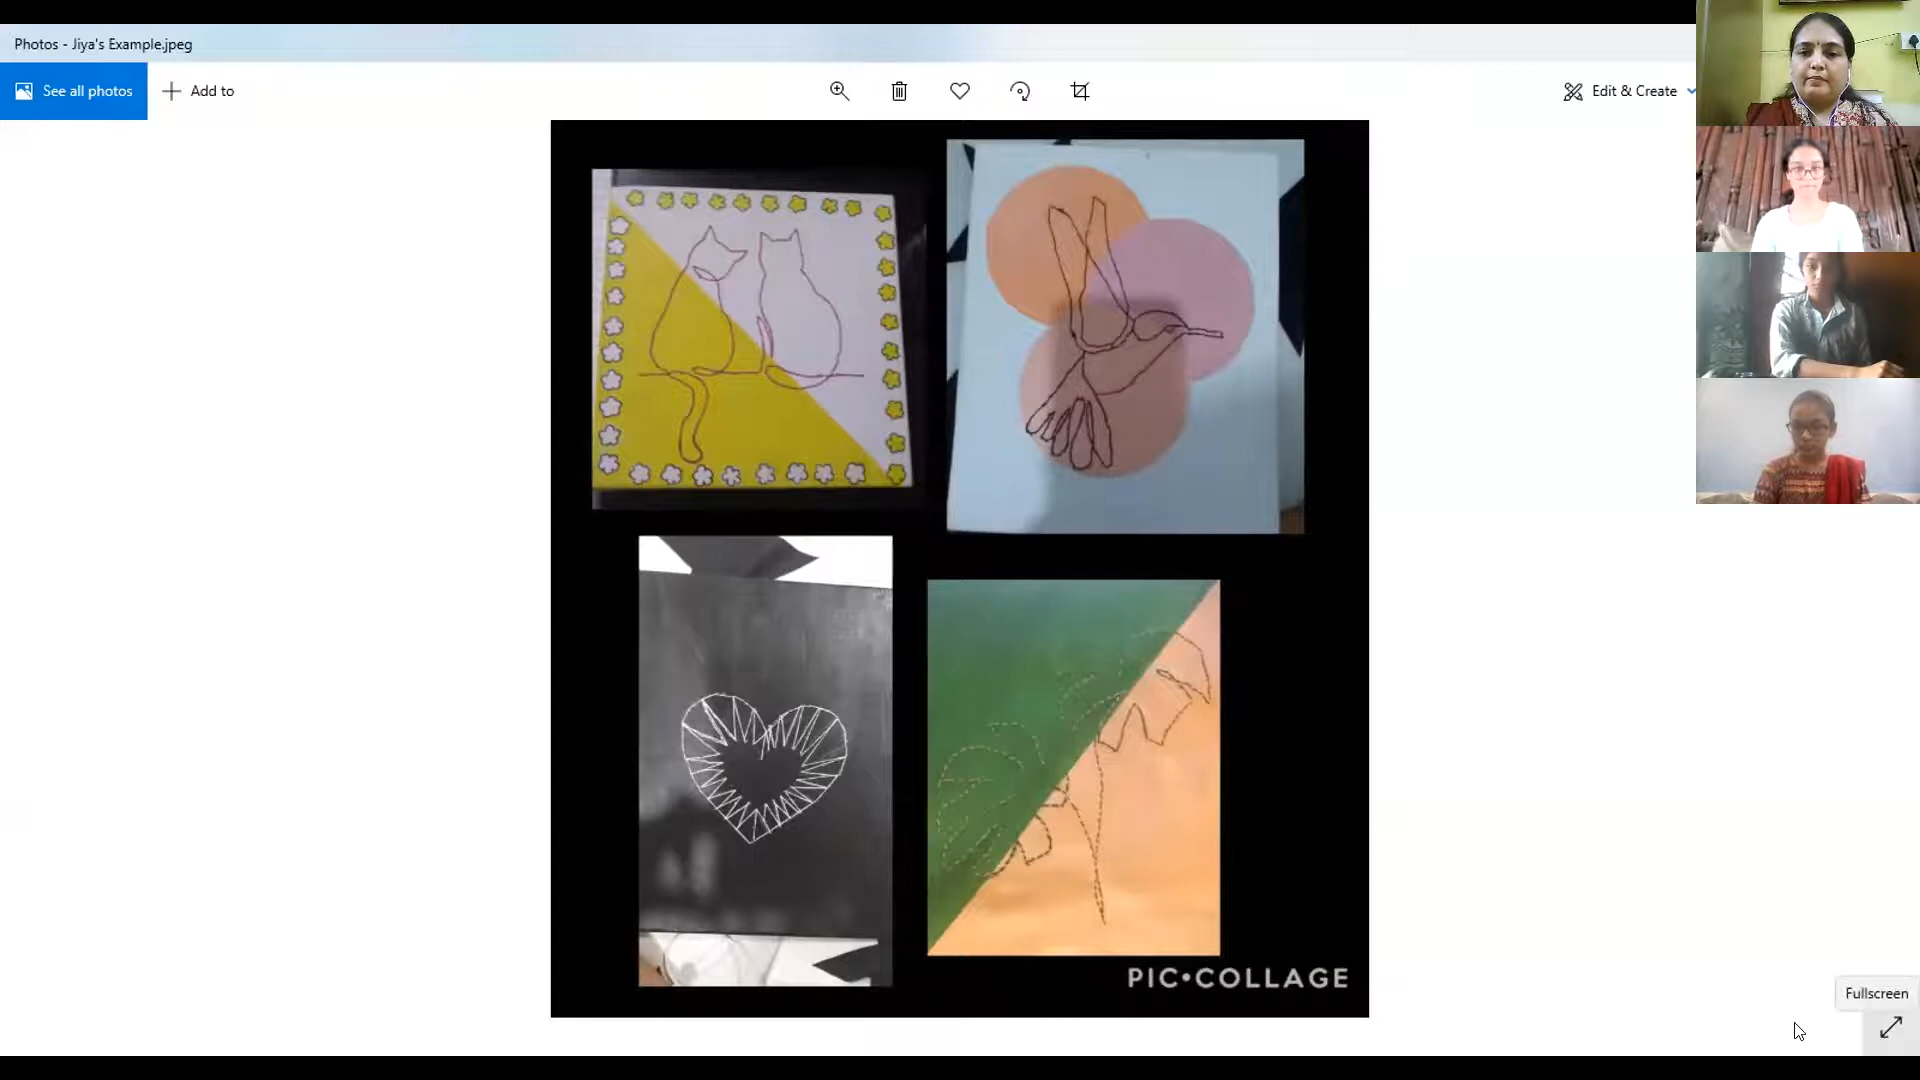 Photos - Jiya's Example.jpeg
See all photos
Add to
Edit & Create
PIC•COLLAGE
Fullscreen